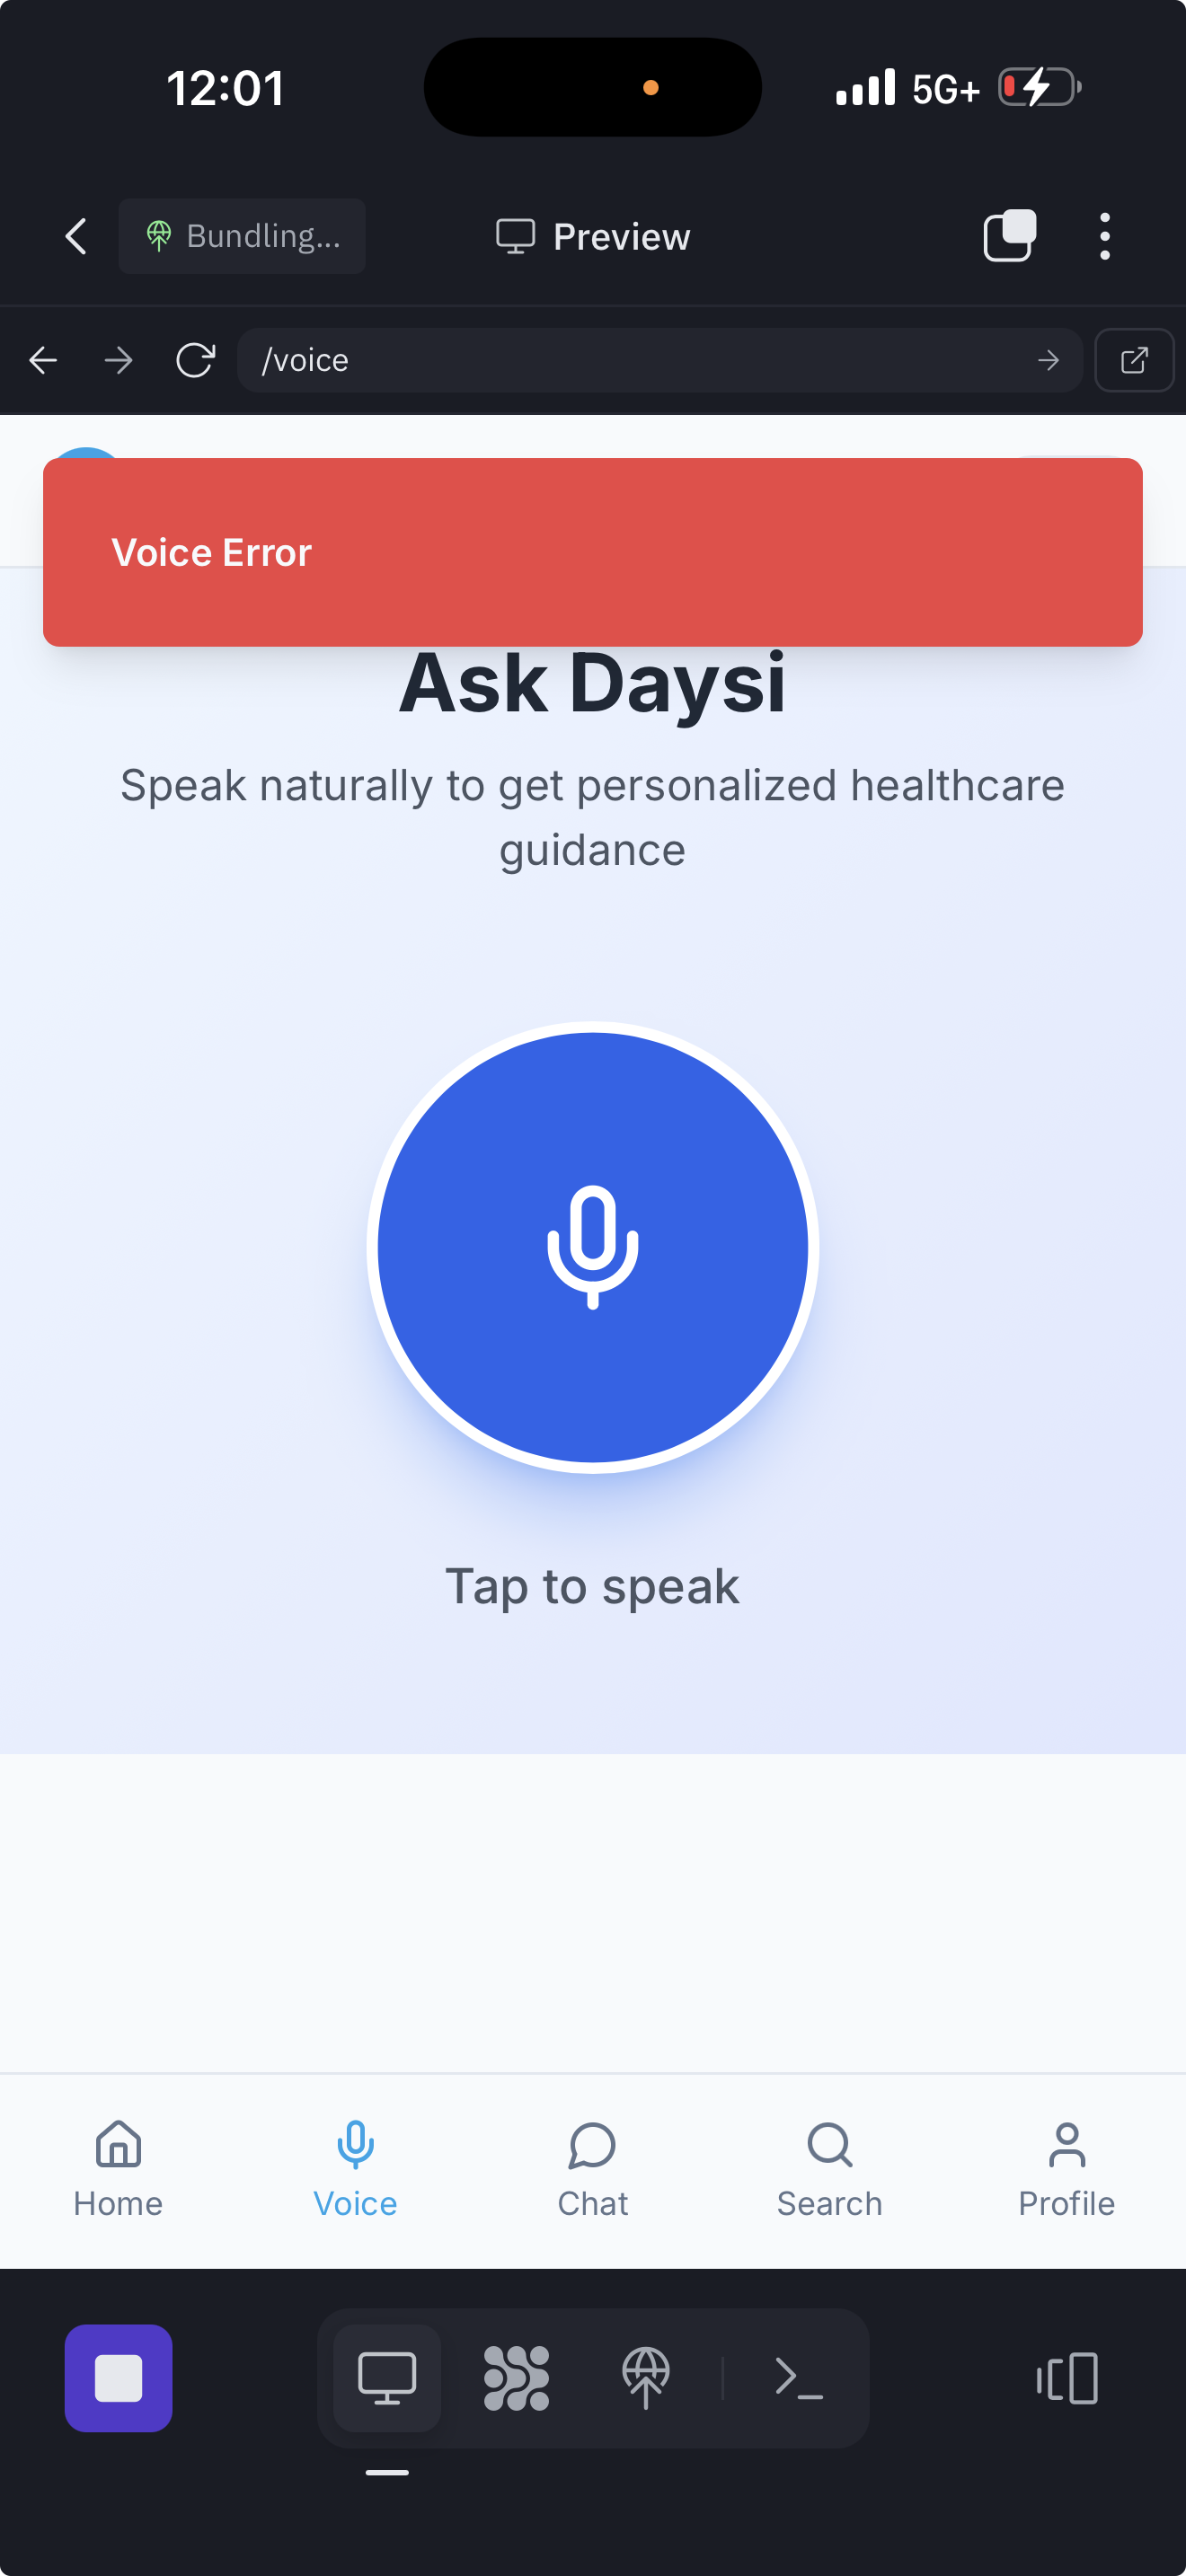 12:01
5G+
Bundling...
Preview
/voice
Voice Error
Ask Daysi
Speak naturally to get personalized healthcare
guidance
Tap to speak
Home
Voice
Chat
Search
Profile